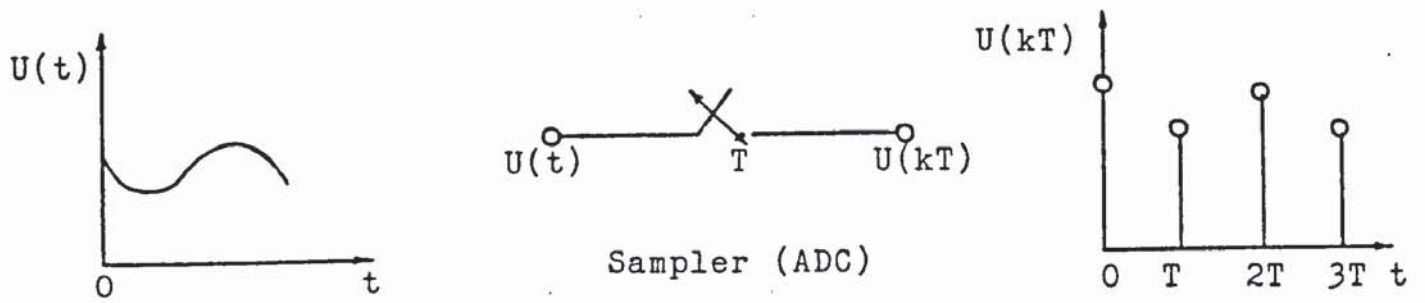 U(t)
0
t
U(t)
T
U(kT)
Sampler (ADC)
U(kT)
0 T 2T 3T t